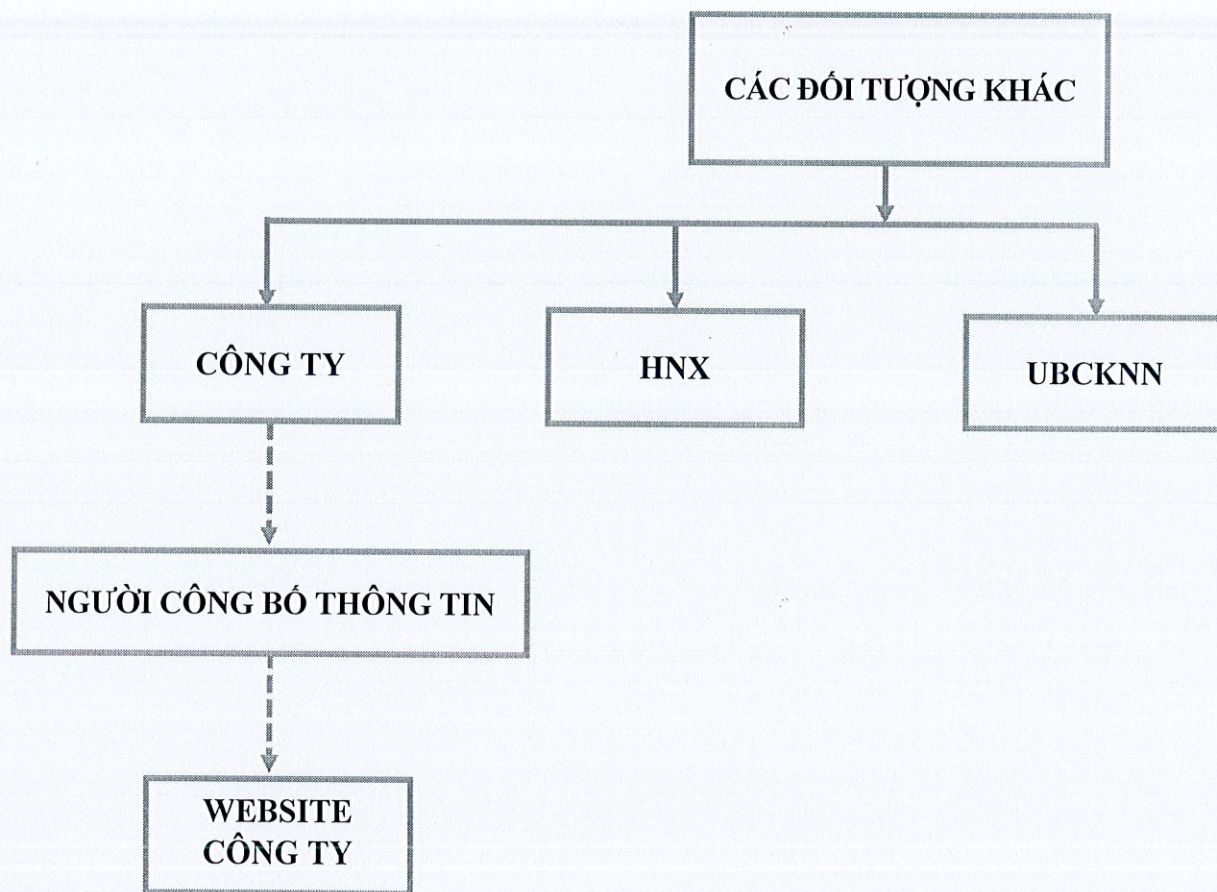 CÁC ĐỐI TƯỢNG KHÁC
CÔNG TY
HNX
UBCKNN
NGƯỜI CÔNG BỐ THÔNG TIN
WEBSITE
CÔNG TY